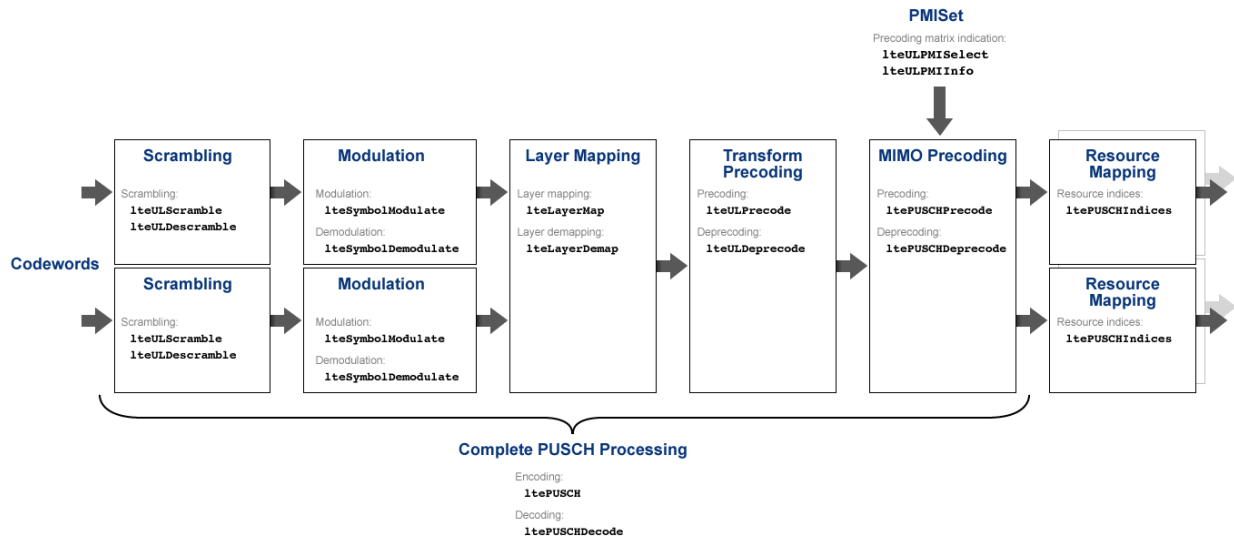 PMISet
Precoding matrix indication:
lteULPMISelect
lteULPMIInfo
Codewords
Scrambling
Scrambling:
lteULScramble
lteULDescramble
Scrambling
Scrambling:
lteULScramble
lteULDescramble
Modulation
Modulation:
lteSymbolModulate
Demodulation:
lteSymbolDemodulate
Modulation
Modulation:
lteSymbolModulate
Demodulation:
lteSymbolDemodulate
Layer Mapping
Layer mapping:
lteLayerMap
Layer demapping:
lteLayerDemap
Transform
Precoding
Precoding:
lteULPrecode
Deprecoding:
lteULDeprecode
MIMO Precoding
Precoding:
ltePUSCHPrecode
Deprecoding:
ltePUSCHDeprecode
Resource
Mapping
Resource indices:
ltePUSCHIndices
Resource
Mapping
Resource indices:
ltePUSCHIndices
Complete PUSCH Processing
Encoding:
ltePUSCH
Decoding:
ltePUSCHDecode